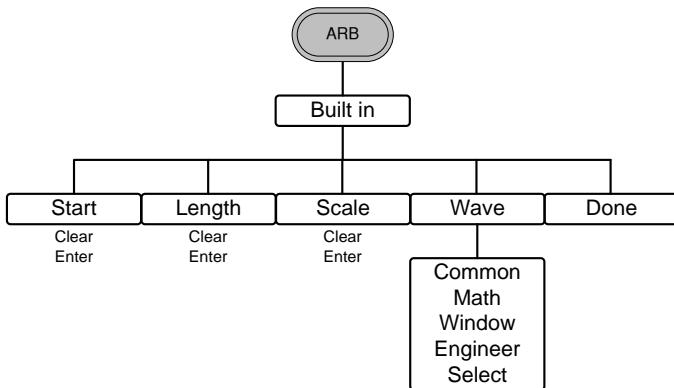 ARB
Built in
Start Length Scale Wave Done
Clear Clear Clear
Enter Enter Enter
Common
Math
Window
Engineer
Select